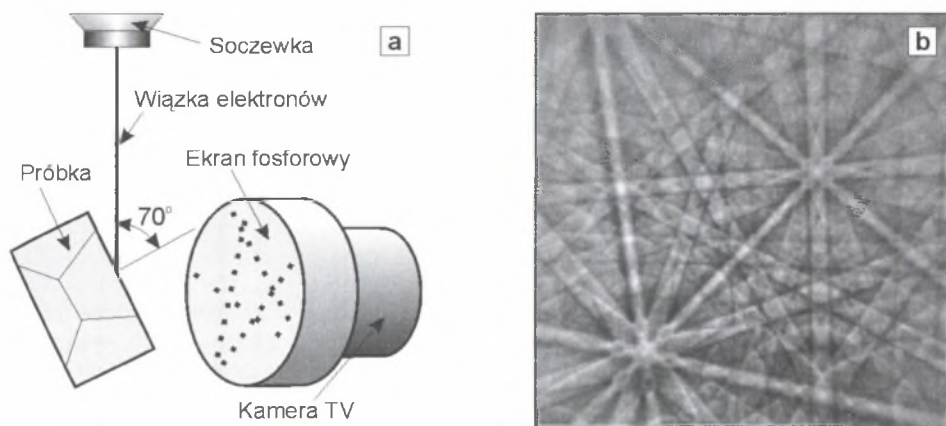 Soczewka
a
b
Wiązka elektronów
Próbka
Ekran fosforowy
70°
Kamera TV